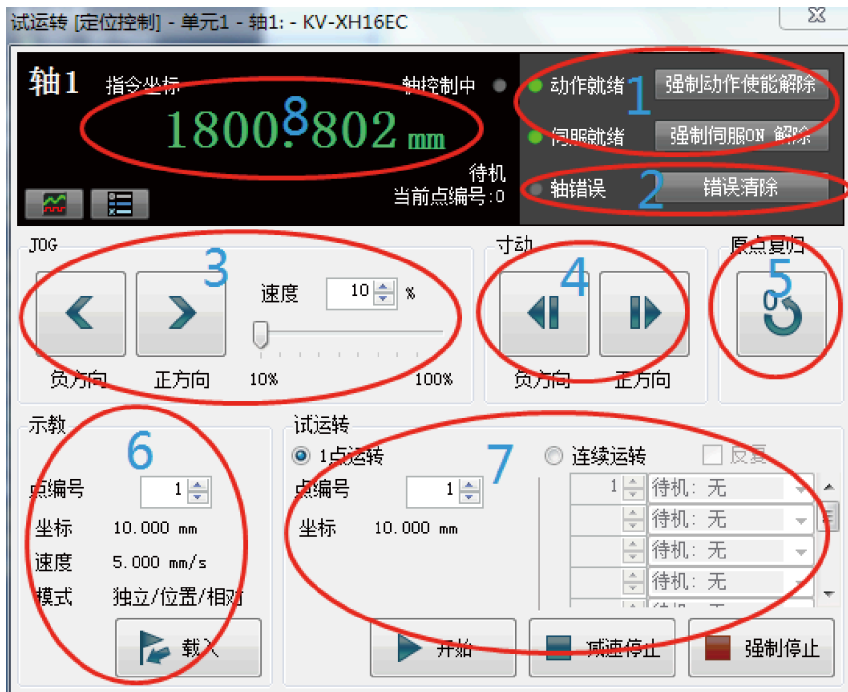 试运转 [定位控制] - 单元1 - 轴1: - KV-XH16EC
轴1 指令坐标 轴控制中
8
1800.802 mm
待机
当前点编号:0
1
动作就绪 强制动作使能解除
伺服就绪 强制伺服ON 解除
2
轴错误 错误清除
JOG
3
速度 10 %
负方向 正方向 10% 100%
寸动
4
负方向 正方向
原点复归
5
示教
6
点编号 1
坐标 10.000 mm
速度 5.000 mm/s
模式 独立/位置/相对
载入
试运转
7
1点运转 连续运转 反复
点编号 1
坐标 10.000 mm
1 待机: 无
待机: 无
待机: 无
待机: 无
开始 减速停止 强制停止